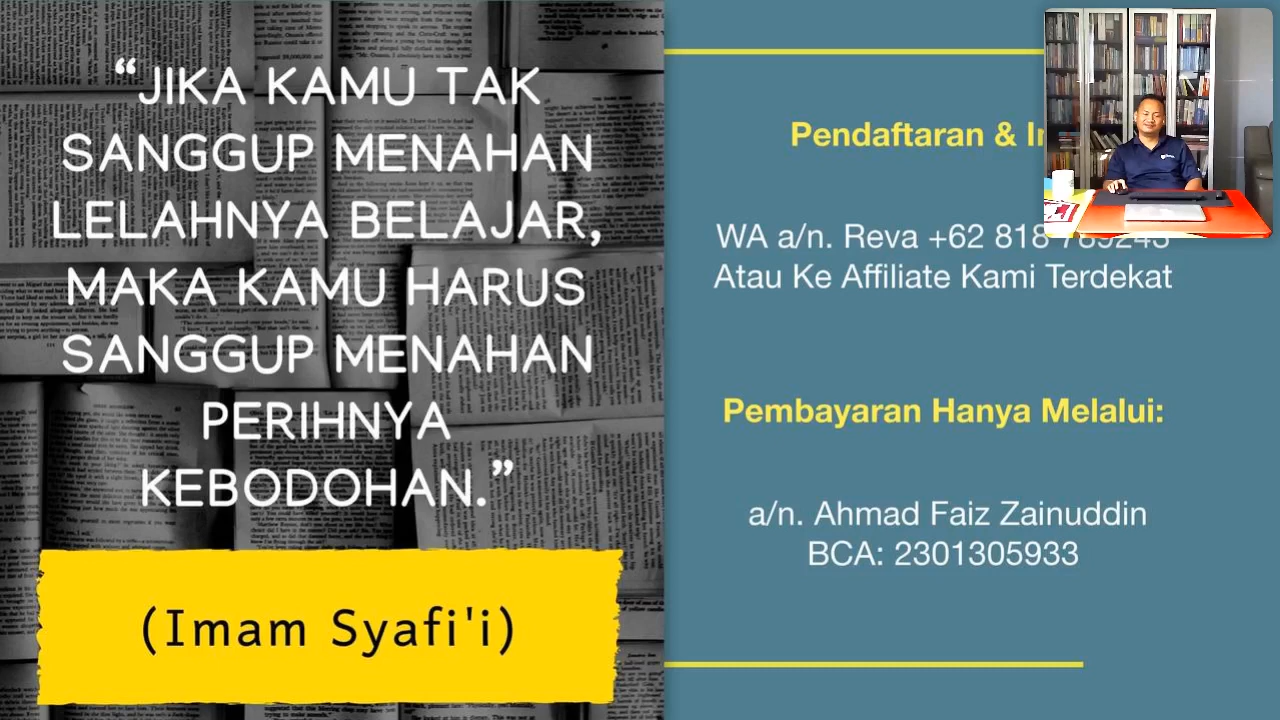 “JIKA KAMU TAK
SANGGUP MENAHAN
LELAHNYA BELAJAR,
MAKA KAMU HARUS
SANGGUP MENAHAN
PERIHNYA
KEBODOHAN.”
(Imam Syafi'i)
Pendaftaran &
WA a/n. Reva +62 818
Atau Ke Affiliate Kami Terdekat
Pembayaran Hanya Melalui:
a/n. Ahmad Faiz Zainuddin
BCA: 2301305933